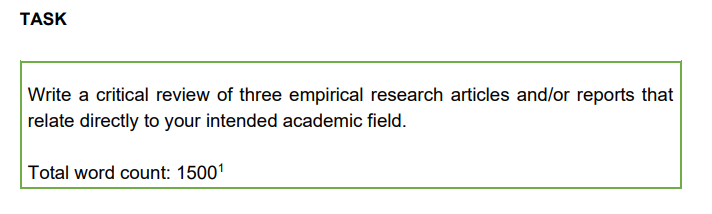 TASK
Write a critical review of three empirical research articles and/or reports that
relate directly to your intended academic field.
Total word count: 1500¹